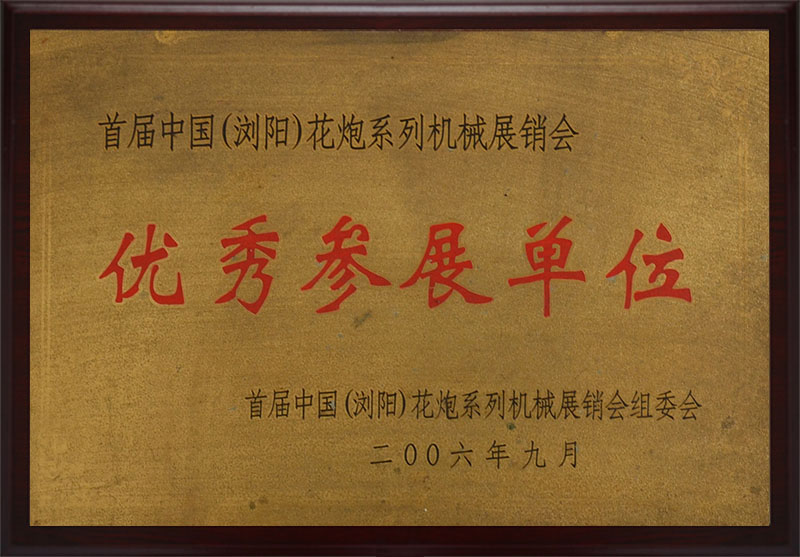 首届中国(浏阳)花炮系列机械展销会
优秀参展单位
首届中国(浏阳)花炮系列机械展销会组委会
二00六年九月